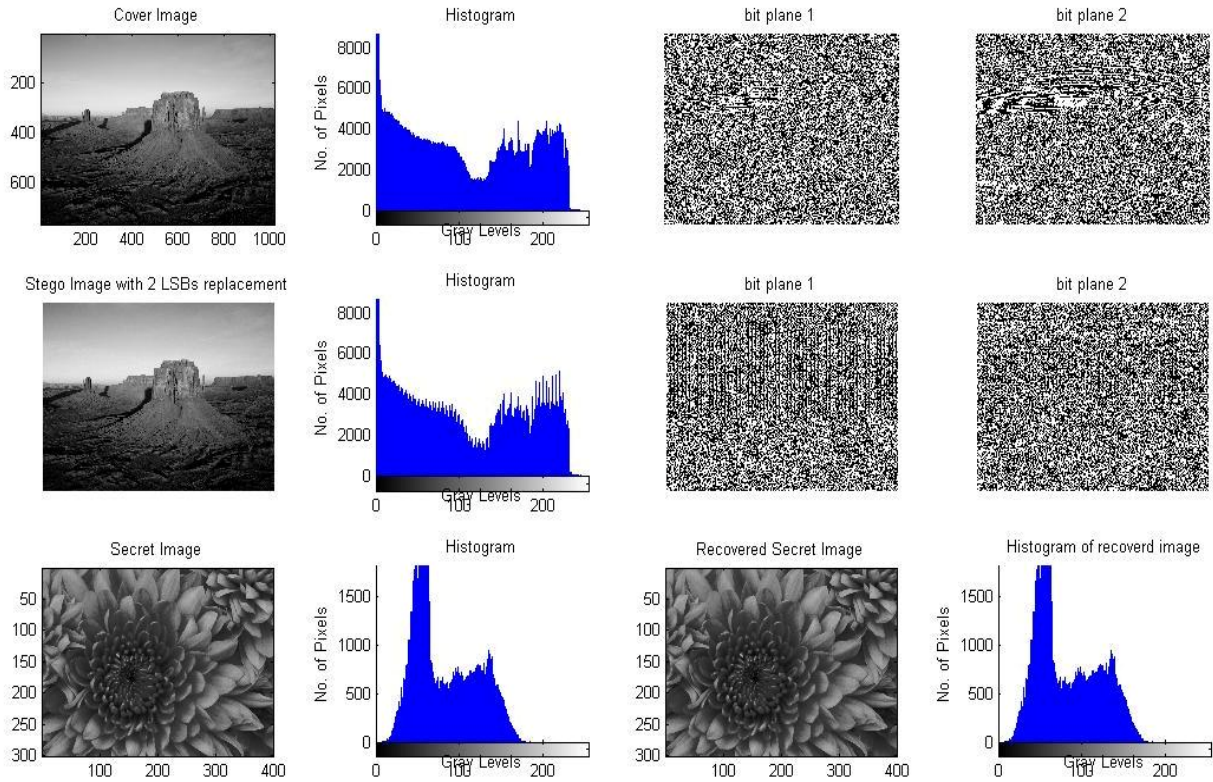 Cover Image
Histogram
bit plane 1
bit plane 2
200
400
600
200 400 600 800 1000
No. of Pixels
8000
6000
4000
2000
0
0 100 200
Gray Levels
Stego Image with 2 LSBs replacement
Histogram
bit plane 1
bit plane 2
No. of Pixels
8000
6000
4000
2000
0
0 100 200
Gray Levels
Secret Image
Histogram
Recovered Secret Image
Histogram of recoverd image
50
100
150
200
250
300
100 200 300 400
No. of Pixels
1500
1000
500
0
0 100 200
Gray Levels
50
100
150
200
250
300
100 200 300 400
No. of Pixels
1500
1000
500
0
0 100 200
Gray Levels